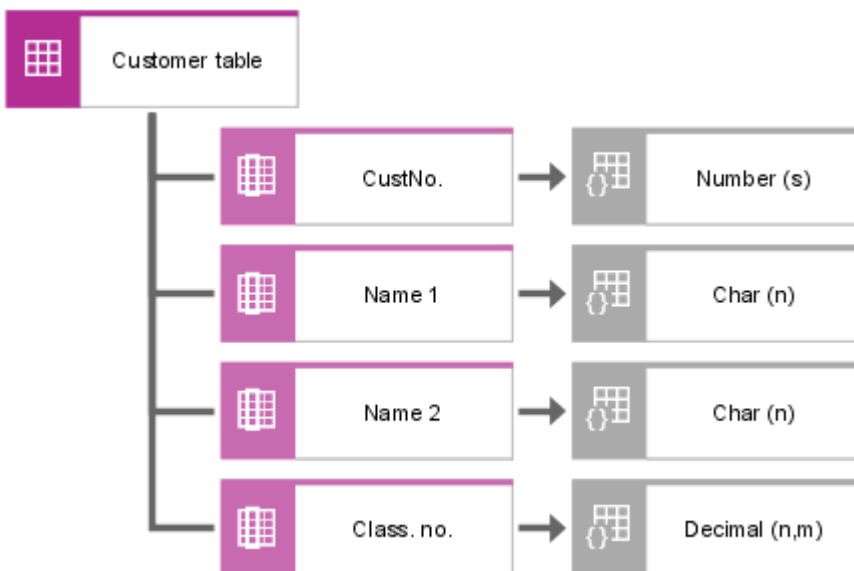 Customer table
CustNo.
Number (s)
Name 1
Char (n)
Name 2
Char (n)
Class. no.
Decimal (n,m)